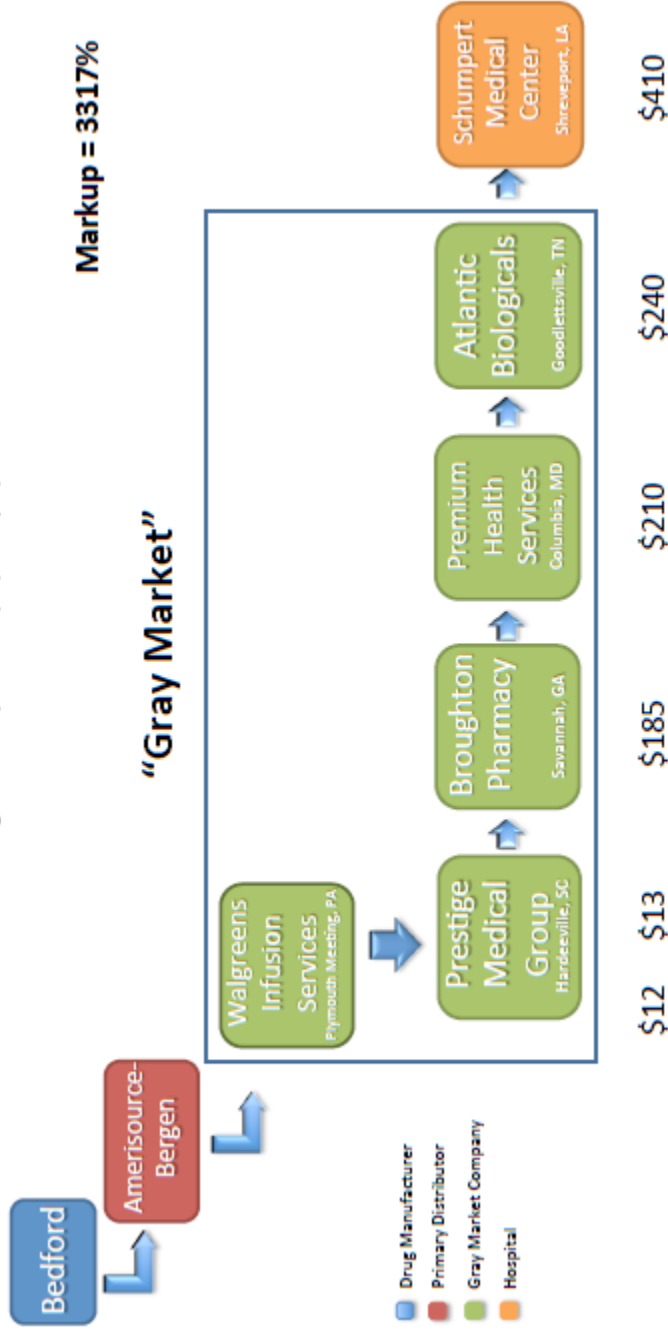 Markup = 3317%
Bedford
Amerisource-
Bergen
“Gray Market”
Walgreens
Infusion
Services
Plymouth Meeting, PA
Prestige
Medical
Group
Hardeeville, SC
Broughton
Pharmacy
Savannah, GA
Premium
Health
Services
Columbia, MD
Atlantic
Biologicals
Goodlettsville, TN
Schumpert
Medical
Center
Shreveport, LA
Drug Manufacturer
Primary Distributor
Gray Market Company
Hospital
$12 $13 $185 $210 $240 $410